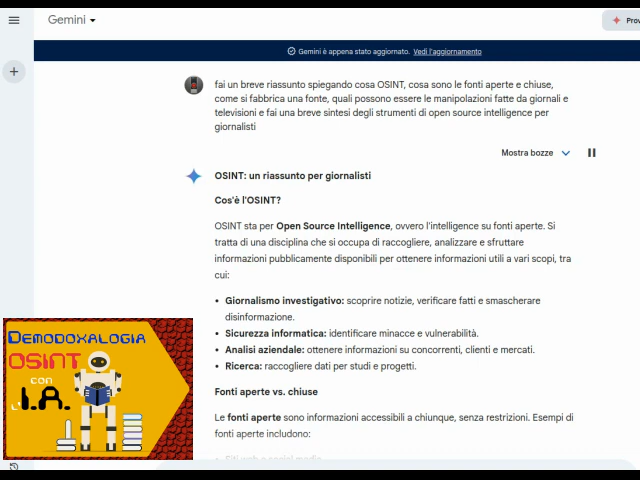 Gemini
Prov
Gemini è appena stato aggiornato. Vedi l'aggiornamento
fai un breve riassunto spiegando cosa OSINT, cosa sono le fonti aperte e chiuse,
come si fabbrica una fonte, quali possono essere le manipolazioni fatte da giornali e
televisioni e fai una breve sintesi degli strumenti di open source intelligence per
giornalisti
Mostra bozze
OSINT: un riassunto per giornalisti
Cos'è l'OSINT?
OSINT sta per Open Source Intelligence, ovvero l'intelligence su fonti aperte. Si
tratta di una disciplina che si occupa di raccogliere, analizzare e sfruttare
informazioni pubblicamente disponibili per ottenere informazioni utili a vari scopi, tra
cui:
• Giornalismo investigativo: scoprire notizie, verificare fatti e smascherare
disinformazione.
• Sicurezza informatica: identificare minacce e vulnerabilità.
• Analisi aziendale: ottenere informazioni su concorrenti, clienti e mercati.
• Ricerca: raccogliere dati per studi e progetti.
Fonti aperte vs. chiuse
Le fonti aperte sono informazioni accessibili a chiunque, senza restrizioni. Esempi di
fonti aperte includono:
• Siti web e social media
DEMODOXALOGIA
OSINT
con
L'I.A.